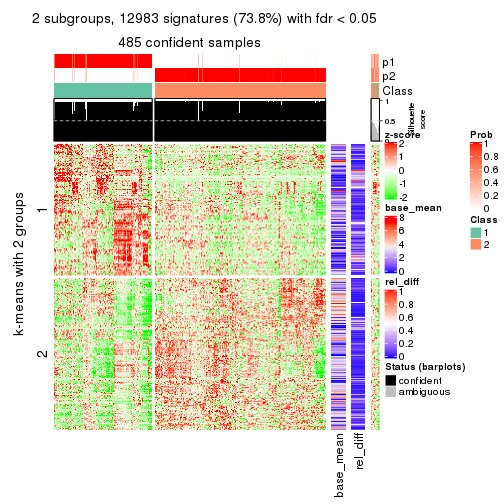 2 subgroups, 12983 signatures (73.8%) with fdr < 0.05
485 confident samples
p1
p2
Class
1
0.5
0
Silhouette
score
k-means with 2 groups
1
2
base_mean
rel_diff
z-score
2
1
0
-1
-2
base_mean
8
6
4
2
0
rel_diff
1
0.8
0.6
0.4
0.2
0
Status (barplots)
confident
ambiguous
Prob
1
0.8
0.6
0.4
0.2
0
Class
1
2